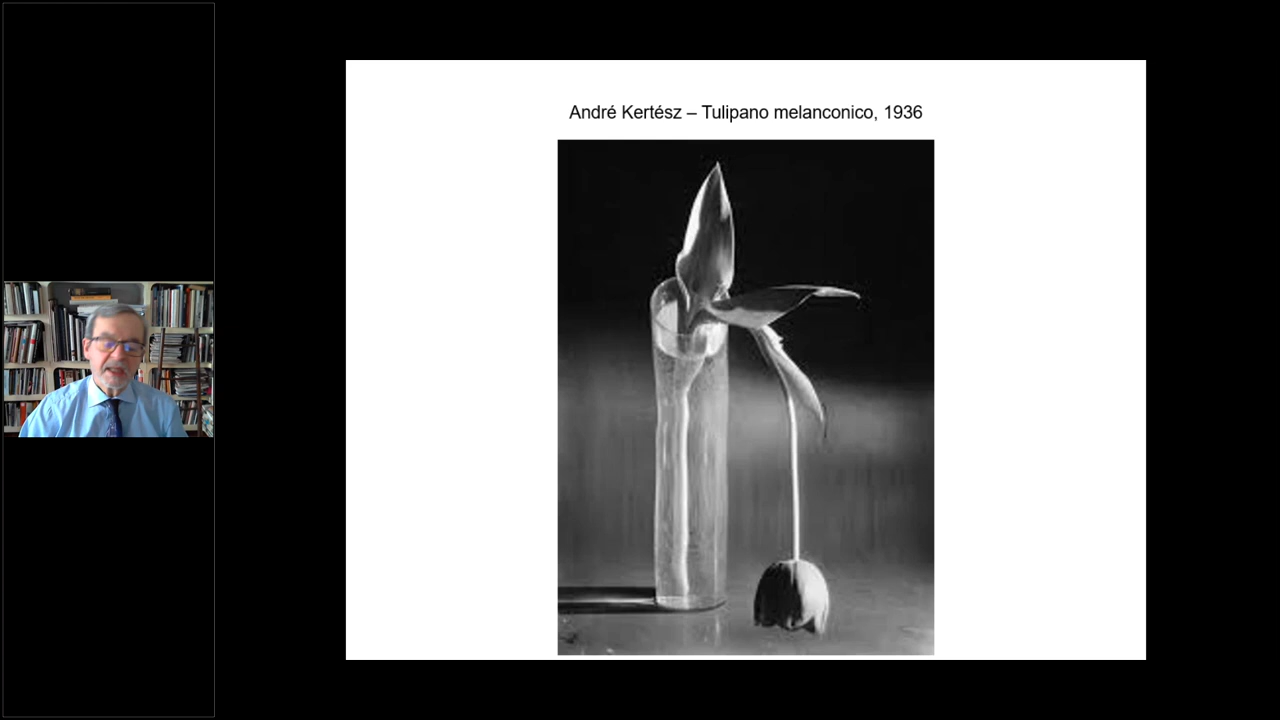 André Kertész – Tulipano melanconico, 1936